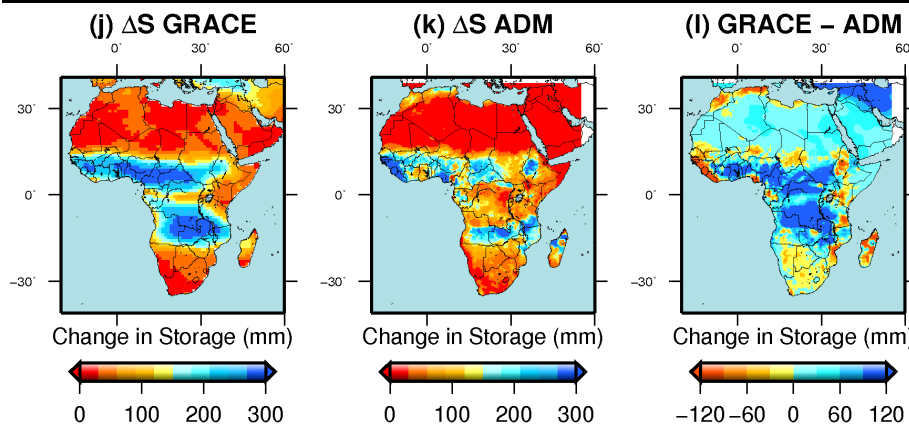 (j) ΔS GRACE (k) ΔS ADM (l) GRACE − ADM
0° 30° 60° 0° 30° 60° 0° 30° 60°
30° 30° 30°
0° 0° 0°
−30° −30° −30°
Change in Storage (mm) Change in Storage (mm) Change in Storage (mm)
0 100 200 300 0 100 200 300 −120 −60 0 60 120